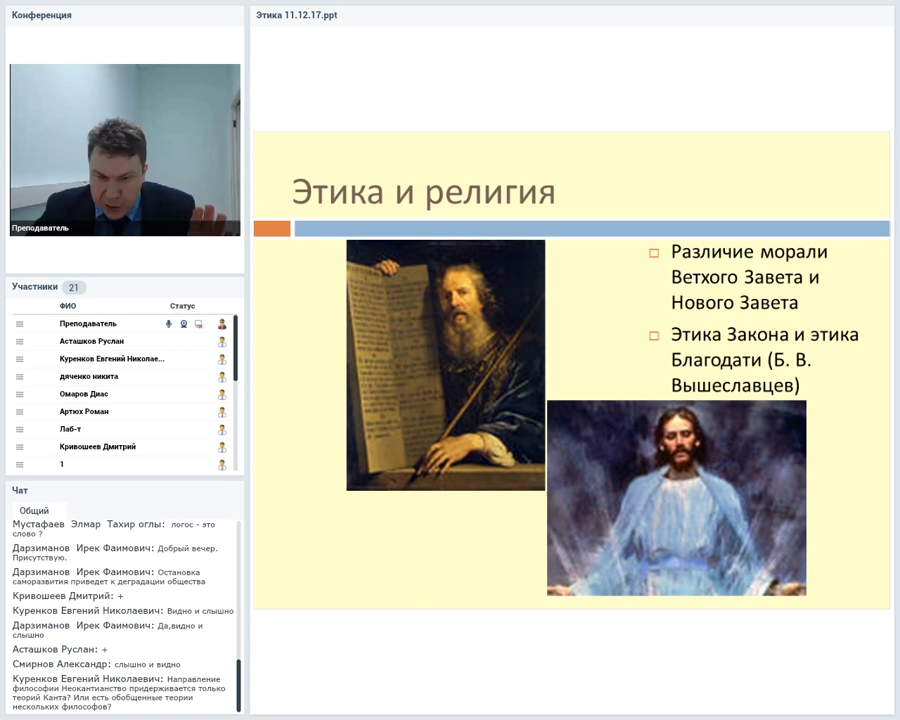 Конференция
Преподаватель
Участники 21
ФИО Статус
Преподаватель
Асташков Руслан
Куренков Евгений Николае...
дяченко никита
Омаров Диас
Артюх Роман
Лаб-т
Кривошеев Дмитрий
1
Чат
Общий
Мустафаев Элмар Тахир оглы: логос - это
слово ?
Дарзиманов Ирек Фаимович: Добрый вечер.
Присутствую.
Дарзиманов Ирек Фаимович: Остановка
саморазвития приведет к деградации общества
Кривошеев Дмитрий: +
Куренков Евгений Николаевич: Видно и слышно
Дарзиманов Ирек Фаимович: Да,видно и
слышно
Асташков Руслан: +
Смирнов Александр: слышно и видно
Куренков Евгений Николаевич: Направление
философии Неокантианство придерживается только
теорий Канта? Или есть обобщенные теории
нескольких философов?
Этика 11.12.17.ppt
Этика и религия
Различие морали
Ветхого Завета и
Нового Завета
Этика Закона и этика
Благодати (Б. В.
Вышеславцев)